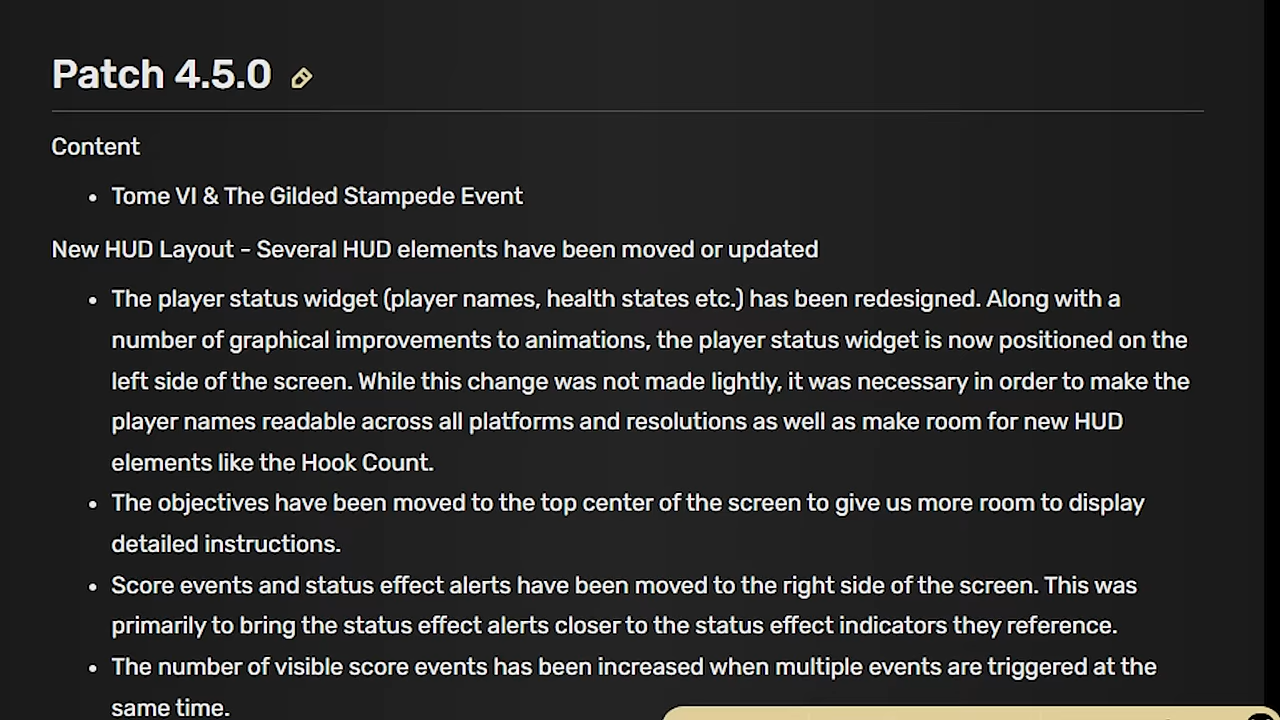 Patch 4.5.0
Content
• Tome VI & The Gilded Stampede Event
New HUD Layout - Several HUD elements have been moved or updated
• The player status widget (player names, health states etc.) has been redesigned. Along with a
number of graphical improvements to animations, the player status widget is now positioned on the
left side of the screen. While this change was not made lightly, it was necessary in order to make the
player names readable across all platforms and resolutions as well as make room for new HUD
elements like the Hook Count.
• The objectives have been moved to the top center of the screen to give us more room to display
detailed instructions.
• Score events and status effect alerts have been moved to the right side of the screen. This was
primarily to bring the status effect alerts closer to the status effect indicators they reference.
• The number of visible score events has been increased when multiple events are triggered at the
same time.